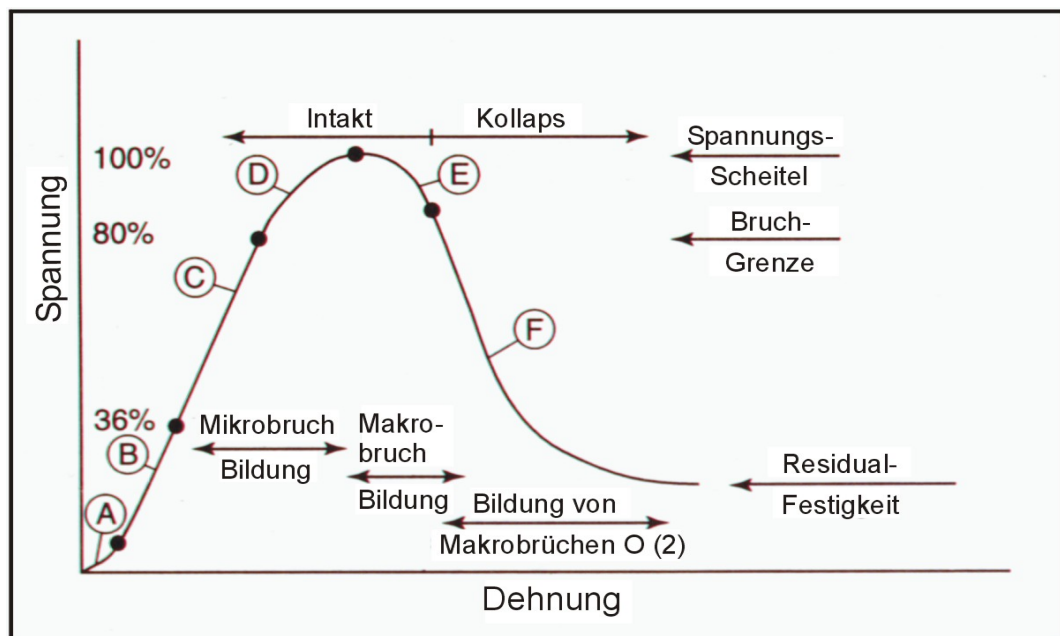 Intakt
Kollaps
Spannungs-
Scheitel
100%
D
E
Bruch-
Grenze
80%
Spannung
C
F
36%
Mikrobruch
Bildung
Makro-
bruch
Bildung
B
Residual-
Festigkeit
A
Bildung von
Makrobrüchen O (2)
Dehnung